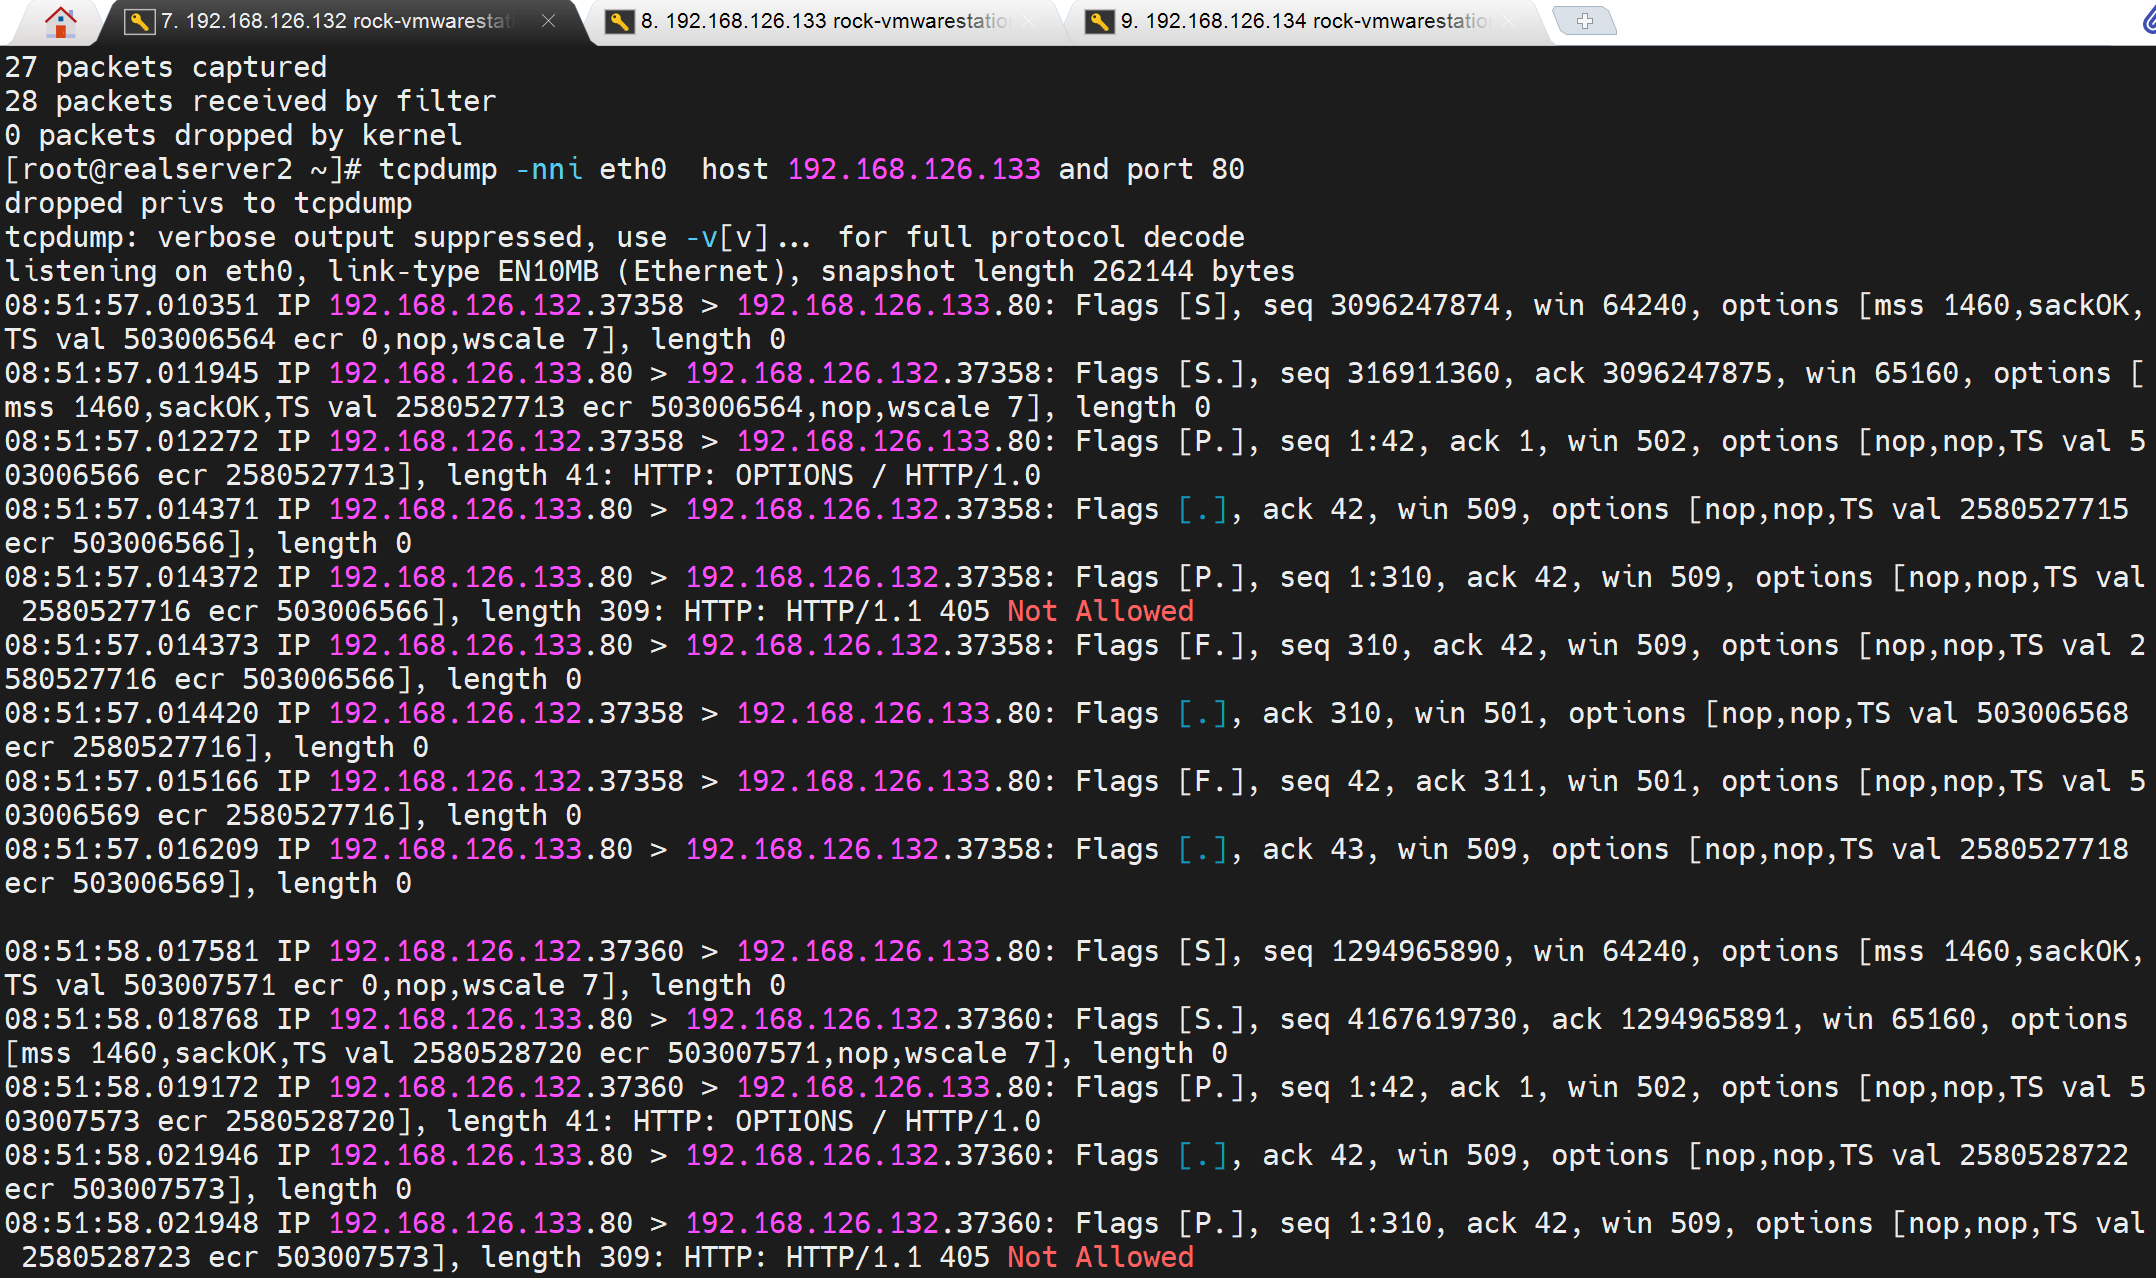 7. 192.168.126.132 rock-vmwarestati
8. 192.168.126.133 rock-vmwarestatio
9. 192.168.126.134 rock-vmwarestatio
27 packets captured
28 packets received by filter
0 packets dropped by kernel
[root@realserver2 ~]# tcpdump -nni eth0  host 192.168.126.133 and port 80
dropped privs to tcpdump
tcpdump: verbose output suppressed, use -v[v]... for full protocol decode
listening on eth0, link-type EN10MB (Ethernet), snapshot length 262144 bytes
08:51:57.010351 IP 192.168.126.132.37358 > 192.168.126.133.80: Flags [S], seq 3096247874, win 64240, options [mss 1460,sackOK,
TS val 503006564 ecr 0,nop,wscale 7], length 0
08:51:57.011945 IP 192.168.126.133.80 > 192.168.126.132.37358: Flags [S.], seq 316911360, ack 3096247875, win 65160, options [
mss 1460,sackOK,TS val 2580527713 ecr 503006564,nop,wscale 7], length 0
08:51:57.012272 IP 192.168.126.132.37358 > 192.168.126.133.80: Flags [P.], seq 1:42, ack 1, win 502, options [nop,nop,TS val 5
03006566 ecr 2580527713], length 41: HTTP: OPTIONS / HTTP/1.0
08:51:57.014371 IP 192.168.126.133.80 > 192.168.126.132.37358: Flags [.], ack 42, win 509, options [nop,nop,TS val 2580527715
ecr 503006566], length 0
08:51:57.014372 IP 192.168.126.133.80 > 192.168.126.132.37358: Flags [P.], seq 1:310, ack 42, win 509, options [nop,nop,TS val
2580527716 ecr 503006566], length 309: HTTP: HTTP/1.1 405 Not Allowed
08:51:57.014373 IP 192.168.126.133.80 > 192.168.126.132.37358: Flags [F.], seq 310, ack 42, win 509, options [nop,nop,TS val 2
580527716 ecr 503006566], length 0
08:51:57.014420 IP 192.168.126.132.37358 > 192.168.126.133.80: Flags [.], ack 310, win 501, options [nop,nop,TS val 503006568
ecr 2580527716], length 0
08:51:57.015166 IP 192.168.126.132.37358 > 192.168.126.133.80: Flags [F.], seq 42, ack 311, win 501, options [nop,nop,TS val 5
03006569 ecr 2580527716], length 0
08:51:57.016209 IP 192.168.126.133.80 > 192.168.126.132.37358: Flags [.], ack 43, win 509, options [nop,nop,TS val 2580527718
ecr 503006569], length 0
08:51:58.017581 IP 192.168.126.132.37360 > 192.168.126.133.80: Flags [S], seq 1294965890, win 64240, options [mss 1460,sackOK,
TS val 503007571 ecr 0,nop,wscale 7], length 0
08:51:58.018768 IP 192.168.126.133.80 > 192.168.126.132.37360: Flags [S.], seq 4167619730, ack 1294965891, win 65160, options
[mss 1460,sackOK,TS val 2580528720 ecr 503007571,nop,wscale 7], length 0
08:51:58.019172 IP 192.168.126.132.37360 > 192.168.126.133.80: Flags [P.], seq 1:42, ack 1, win 502, options [nop,nop,TS val 5
03007573 ecr 2580528720], length 41: HTTP: OPTIONS / HTTP/1.0
08:51:58.021946 IP 192.168.126.133.80 > 192.168.126.132.37360: Flags [.], ack 42, win 509, options [nop,nop,TS val 2580528722
ecr 503007573], length 0
08:51:58.021948 IP 192.168.126.133.80 > 192.168.126.132.37360: Flags [P.], seq 1:310, ack 42, win 509, options [nop,nop,TS val
2580528723 ecr 503007573], length 309: HTTP: HTTP/1.1 405 Not Allowed